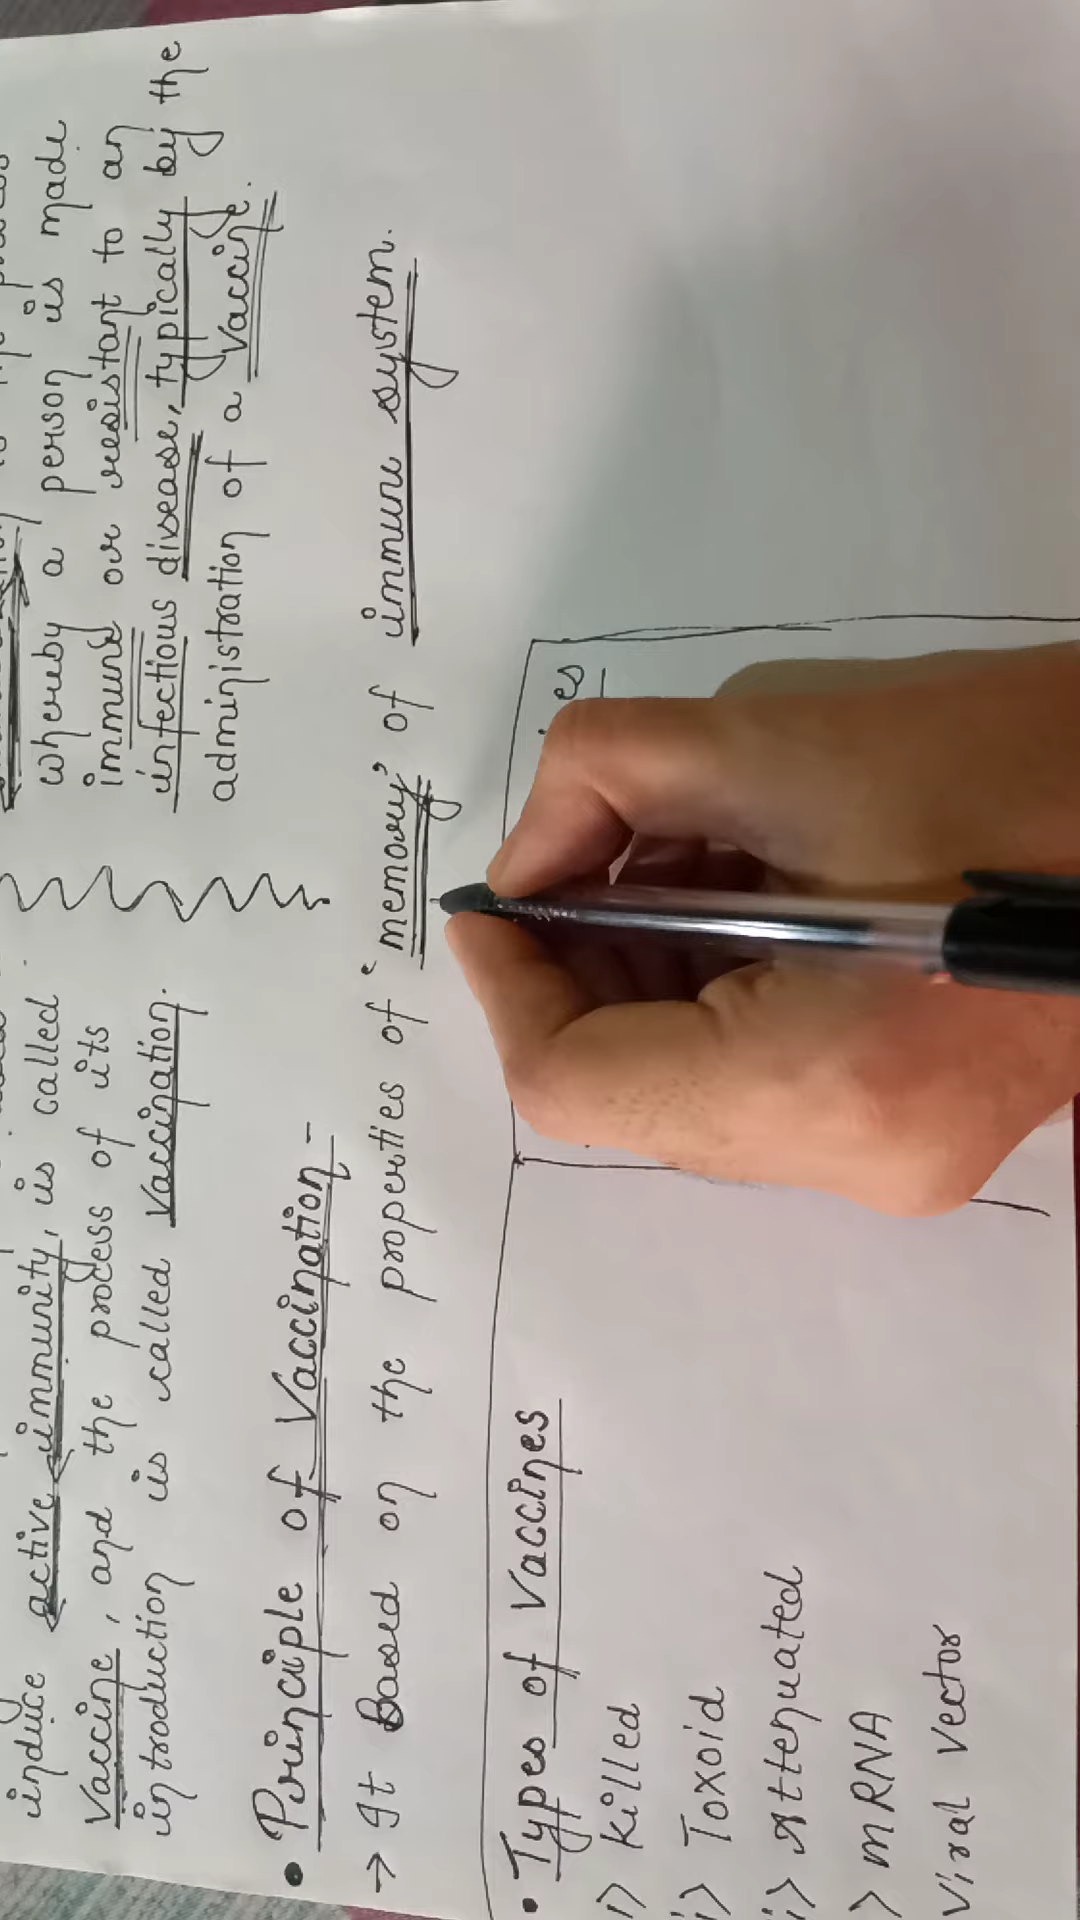 induce active immunity, is called
Vaccine, and the process of its
introduction is called Vaccination.
whereby a person is made
immune or resistant to an
infectious disease, typically by the
administration of a Vaccine.
• Principle of Vaccination -
→ It Based on the properties of 'memory' of immune system.
• Types of Vaccines
i> Killed
i> Toxoid
i> Attenuated
> mRNA
Viral Vector
es